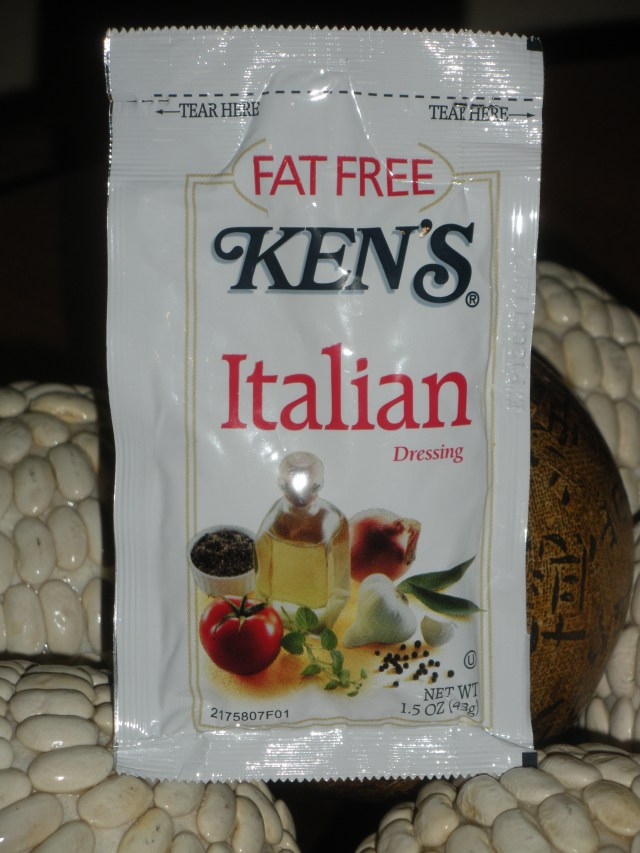 TEAR HERE TEAR HERE
FAT FREE
KEN'S®
Italian
Dressing
U
NET WT
1.5 OZ (43g)
2175807F01